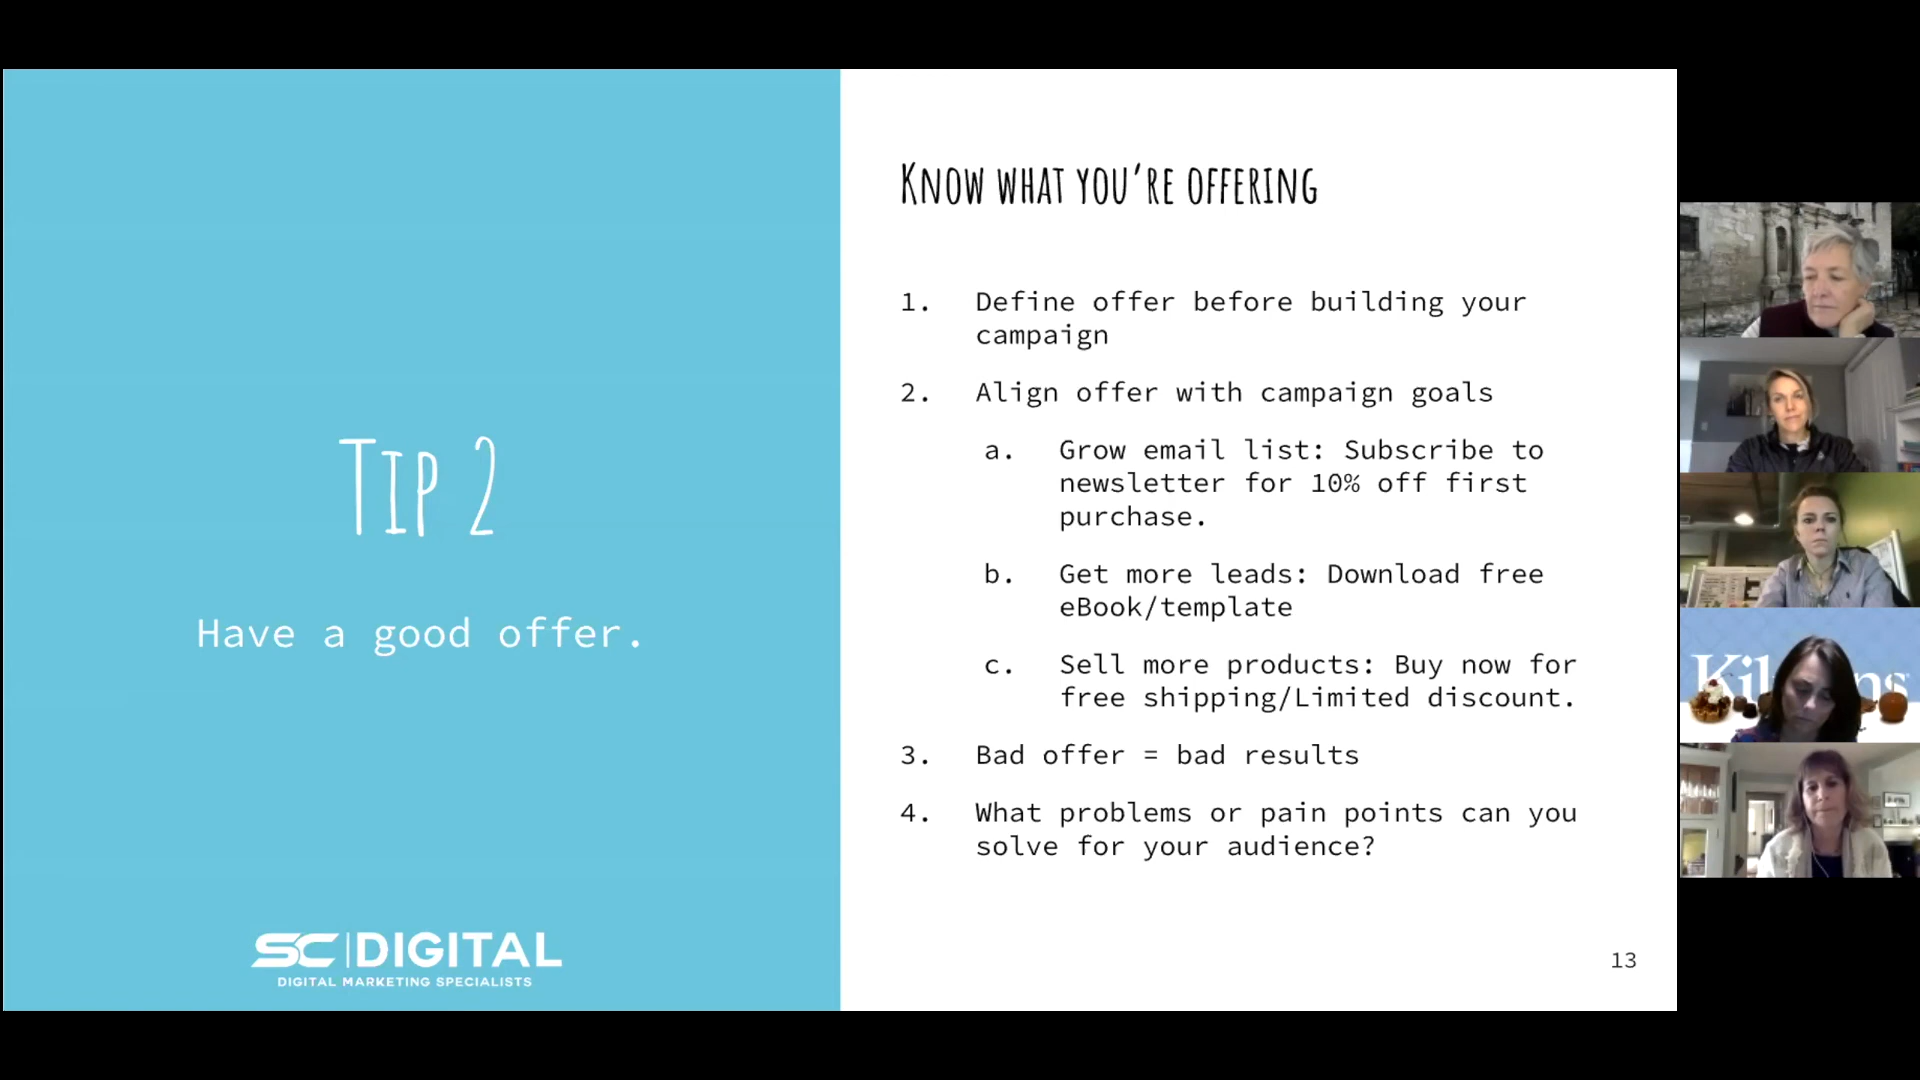 Tip 2
Have a good offer.
SC|DIGITAL
DIGITAL MARKETING SPECIALISTS
Know what you're offering
1. Define offer before building your
campaign
2. Align offer with campaign goals
a. Grow email list: Subscribe to
newsletter for 10% off first
purchase.
b. Get more leads: Download free
eBook/template
c. Sell more products: Buy now for
free shipping/Limited discount.
3. Bad offer = bad results
4. What problems or pain points can you
solve for your audience?
13